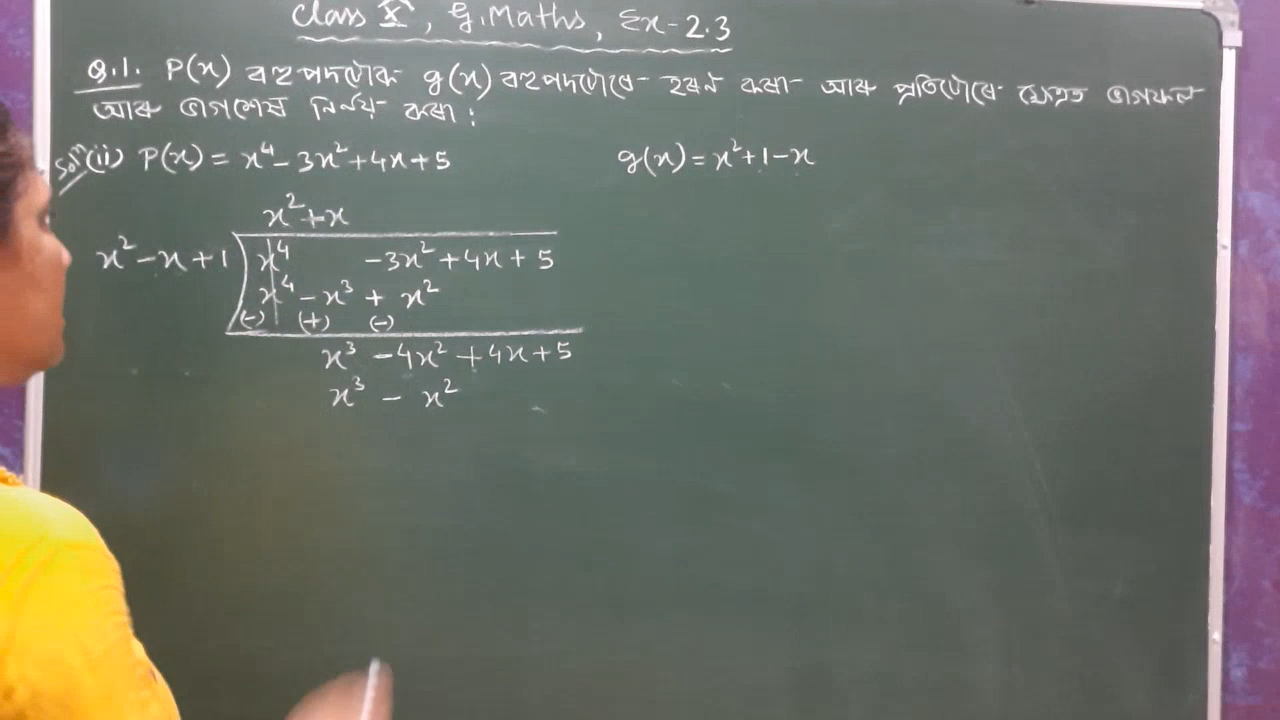 Class X, G.Maths, Ex-2.3
Q.1. P(x) বহুপদটোক g(x) বহুপদটোৰে হৰণ কৰা আৰু প্ৰতিটোৰে ক্ষেত্ৰত ভাগফল
আৰু ভাগশেষ নিৰ্ণয় কৰা :
Solⁿ (ii) P(x) = x⁴ - 3x² + 4x + 5 g(x) = x² + 1 - x
x² + x
x² - x + 1 ) x⁴ - 3x² + 4x + 5
x⁴ - x³ + x²
(-) (+) (-)
x³ - 4x² + 4x + 5
x³ - x²